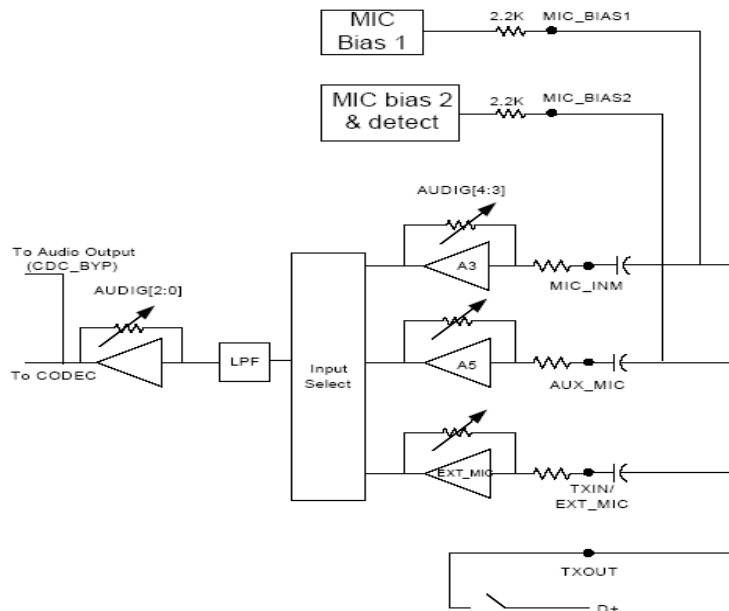 MIC
Bias 1
2.2K
MIC_BIAS1
MIC bias 2
& detect
2.2K
MIC_BIAS2
AUDIG[4:3]
A3
MIC_INM
To Audio Output
(CDC_BYP)
AUDIG[2:0]
To CODEC
LPF
Input
Select
A5
AUX_MIC
EXT_MIC
TXIN/
EXT_MIC
TXOUT
D+